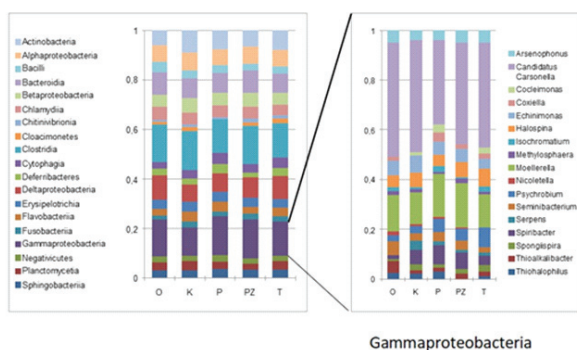 Actinobacteria
Alphaproteobacteria
Bacilli
Bacteroidia
Betaproteobacteria
Chlamydiia
Chitinivibrionia
Cloacimonetes
Clostridia
Cytophagia
Deferribacteres
Deltaproteobacteria
Erysipelotrichia
Flavobacteria
Fusobacteria
Gammaproteobacteria
Negativicutes
Planctomycetia
Sphingobacteriia
1
0,8
0,6
0,4
0,2
0
O K P PZ T
1
0,8
0,6
0,4
0,2
0
O K P PZ T
Arsenophonus
Candidatus
Carsonella
Cocleimonas
Coxiella
Echinimonas
Halospina
Isochromatium
Methylosphaera
Moellerella
Nicoletella
Psychrobium
Seminibacterium
Serpens
Spiribacter
Spongiispira
Thioalkalibacter
Thiohalophilus
Gammaproteobacteria